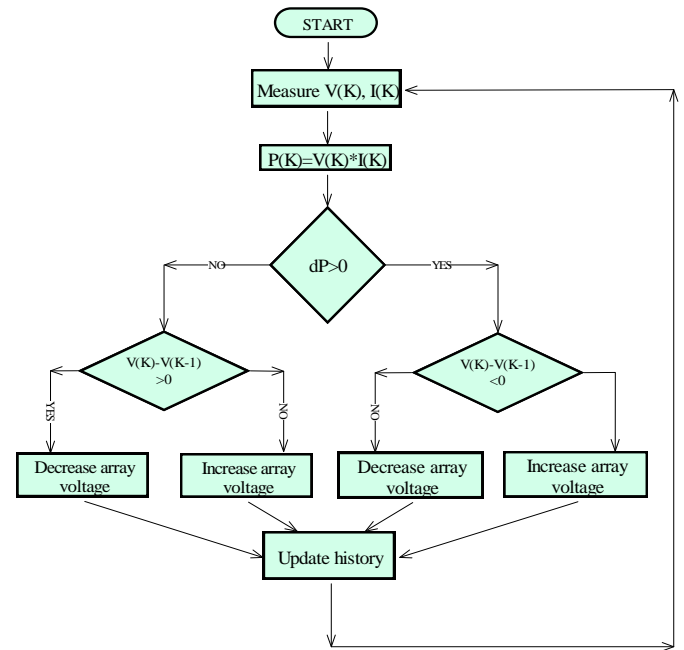 START
Measure V(K), I(K)
P(K)=V(K)*I(K)
dP>0
NO
YES
V(K)-V(K-1)
>0
V(K)-V(K-1)
<0
YES
NO
NO
Decrease array
voltage
Increase array
voltage
Decrease array
voltage
Increase array
voltage
Update history